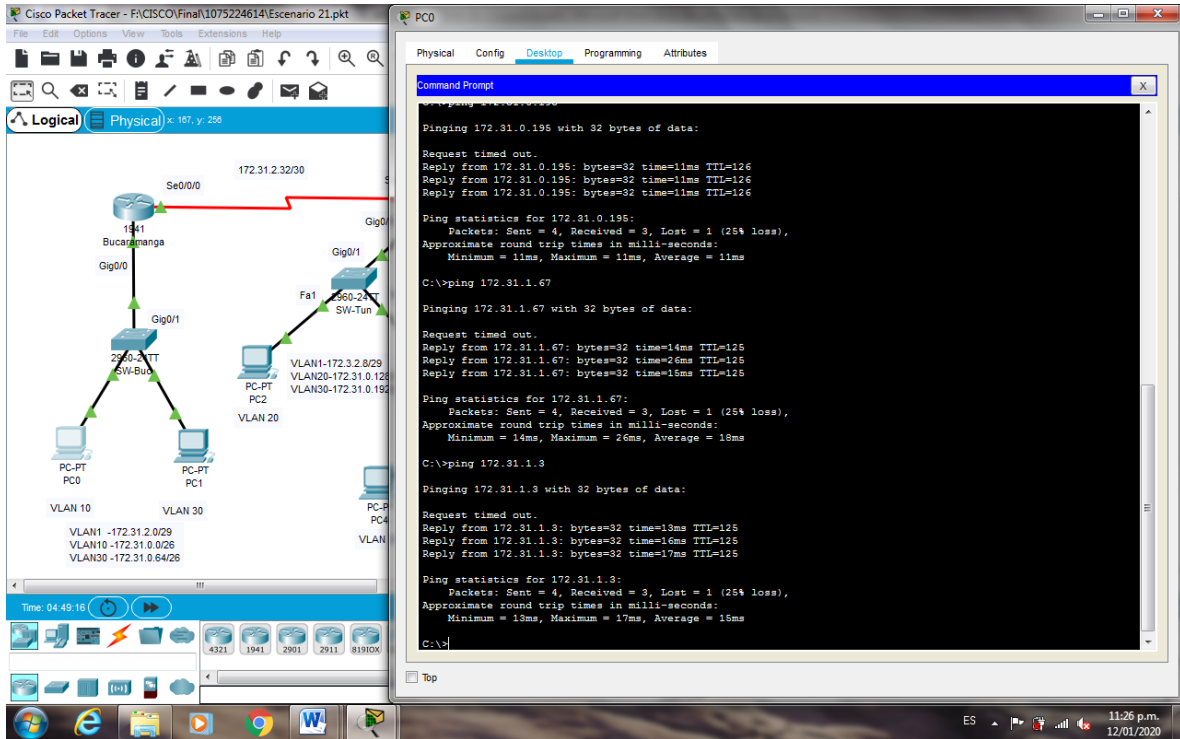 Cisco Packet Tracer - F:\CISCO\Final\1075224614\Escenario 21.pkt
File Edit Options View Tools Extensions Help
Logical
Physical
x: 167, y: 256
172.31.2.32/30
Se0/0/0
1941
Bucaramanga
Gig0/0
Gig0/1
Fa1
2960-24TT
SW-Tun
Gig0/1
2960-24TT
SW-Buc
PC-PT
PC2
VLAN1-172.3.2.8/29
VLAN20-172.31.0.128
VLAN30-172.31.0.192
VLAN 20
PC-PT
PC0
PC-PT
PC1
VLAN 10
VLAN 30
PC-P
PC4
VLAN
VLAN1 -172.31.2.0/29
VLAN10 -172.31.0.0/26
VLAN30 -172.31.0.64/26
Time: 04:49:16
4321 1941 2901 2911 819IOX
PC0
Physical Config Desktop Programming Attributes
Command Prompt
X
Pinging 172.31.0.195 with 32 bytes of data:
Request timed out.
Reply from 172.31.0.195: bytes=32 time=11ms TTL=126
Reply from 172.31.0.195: bytes=32 time=11ms TTL=126
Reply from 172.31.0.195: bytes=32 time=11ms TTL=126
Ping statistics for 172.31.0.195:
Packets: Sent = 4, Received = 3, Lost = 1 (25% loss),
Approximate round trip times in milli-seconds:
Minimum = 11ms, Maximum = 11ms, Average = 11ms
C:\>ping 172.31.1.67
Pinging 172.31.1.67 with 32 bytes of data:
Request timed out.
Reply from 172.31.1.67: bytes=32 time=14ms TTL=125
Reply from 172.31.1.67: bytes=32 time=26ms TTL=125
Reply from 172.31.1.67: bytes=32 time=15ms TTL=125
Ping statistics for 172.31.1.67:
Packets: Sent = 4, Received = 3, Lost = 1 (25% loss),
Approximate round trip times in milli-seconds:
Minimum = 14ms, Maximum = 26ms, Average = 18ms
C:\>ping 172.31.1.3
Pinging 172.31.1.3 with 32 bytes of data:
Request timed out.
Reply from 172.31.1.3: bytes=32 time=13ms TTL=125
Reply from 172.31.1.3: bytes=32 time=16ms TTL=125
Reply from 172.31.1.3: bytes=32 time=17ms TTL=125
Ping statistics for 172.31.1.3:
Packets: Sent = 4, Received = 3, Lost = 1 (25% loss),
Approximate round trip times in milli-seconds:
Minimum = 13ms, Maximum = 17ms, Average = 15ms
C:\>
Top
ES
11:26 p.m.
12/01/2020